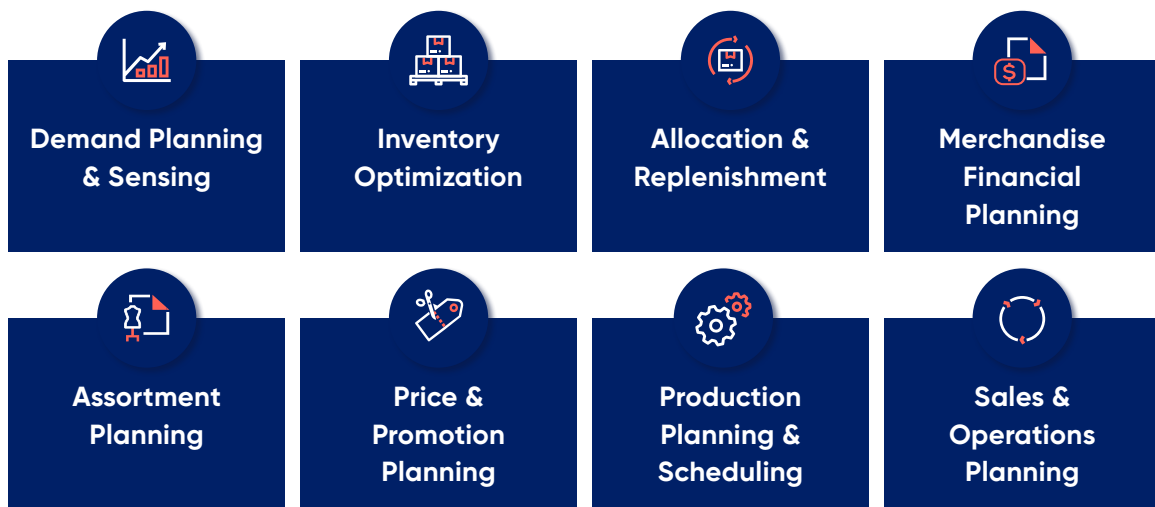 Demand Planning
& Sensing
Inventory
Optimization
Allocation &
Replenishment
Merchandise
Financial
Planning
Assortment
Planning
Price &
Promotion
Planning
Production
Planning &
Scheduling
Sales &
Operations
Planning